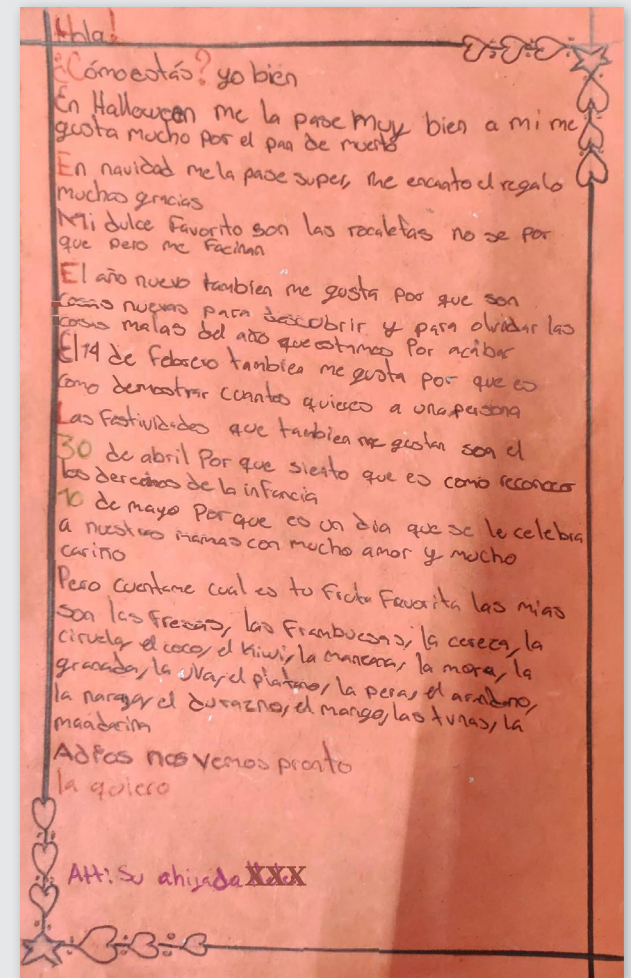 Hola!
¿Cómo estás? yo bien
En Halloween me la pase muy bien a mi me
gusta mucho por el pan de muerto
En navidad me la pase super, me encanto el regalo
muchas gracias
Mi dulce Favorito son las rocaletas no se por
que pero me Facinan
El año nuevo tambien me gusta por que son
cosas nuevas para descubrir y para olvidar las
cosas malas del año que estamos Por acabar
El 14 de febrero tambien me gusta por que es
como demostrar cuanto quieres a una persona
Las Festividades que tambien me gustan son el
30 de abril Por que siento que es como reconocer
los derechos de la infancia
10 de mayo Porque es un dia que se le celebra
a nuestras mamas con mucho amor y mucho
cariño
Pero cuentame cual es tu Fruta Favorita las mias
son las fresas, las Frambuesas, la cereza, la
ciruela, el coco, el Kiwi, la manzana, la mora, la
granada, la uva, el platano, la pera, el arandano,
la naranja, el durazno, el mango, las tunas, la
mandarina
Adios nos vemos pronto
la quiero
Att: Su ahijada XXX